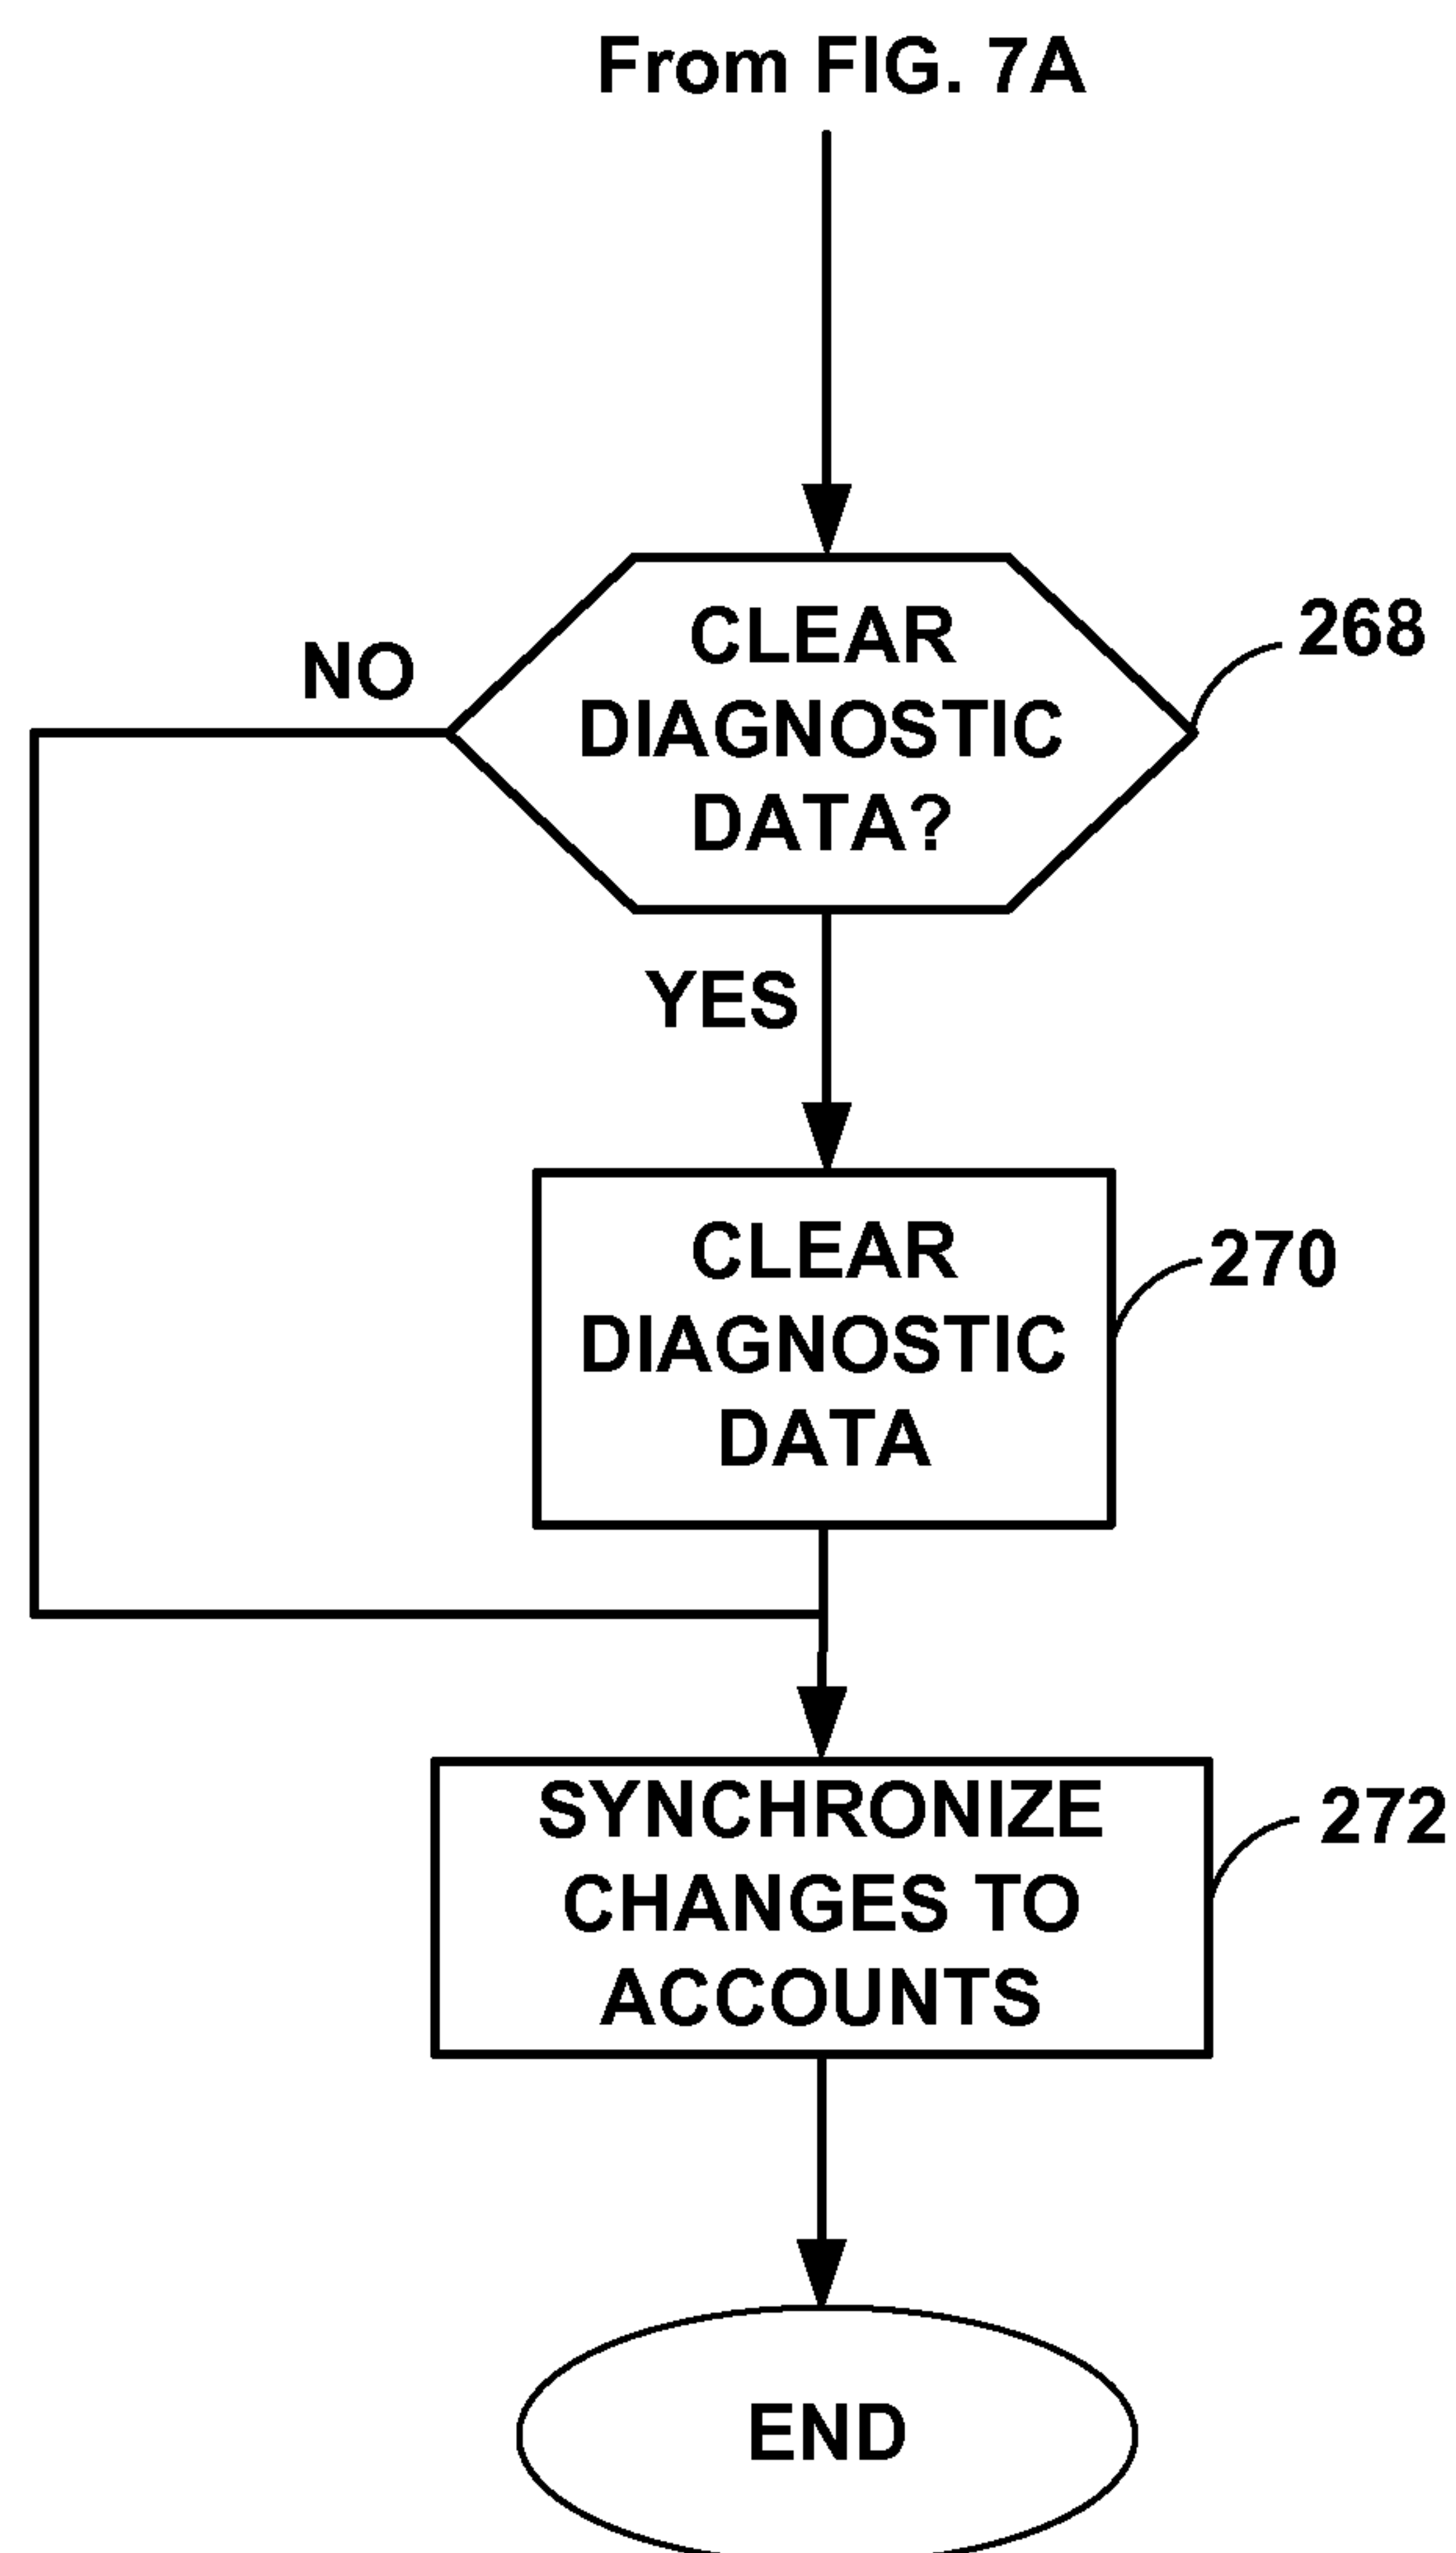 From FIG. 7A
CLEAR
DIAGNOSTIC
DATA?
268
NO
YES
CLEAR
DIAGNOSTIC
DATA
270
SYNCHRONIZE
CHANGES TO
ACCOUNTS
272
END